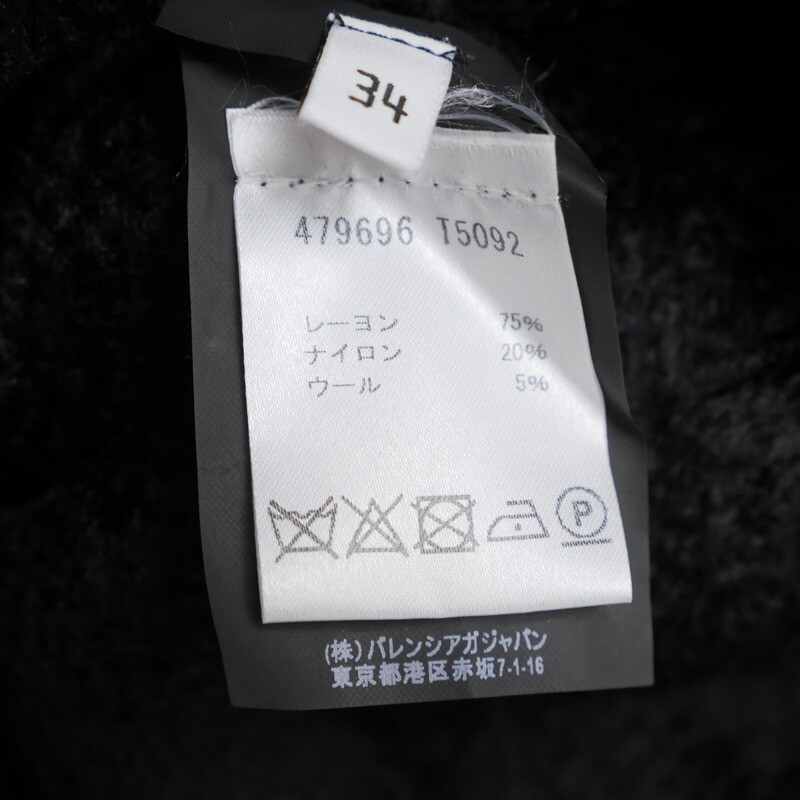 34
479696 T5092
レーヨン 75%
ナイロン 20%
ウール 5%
P
(株)バレンシアガジャパン
東京都港区赤坂7-1-16